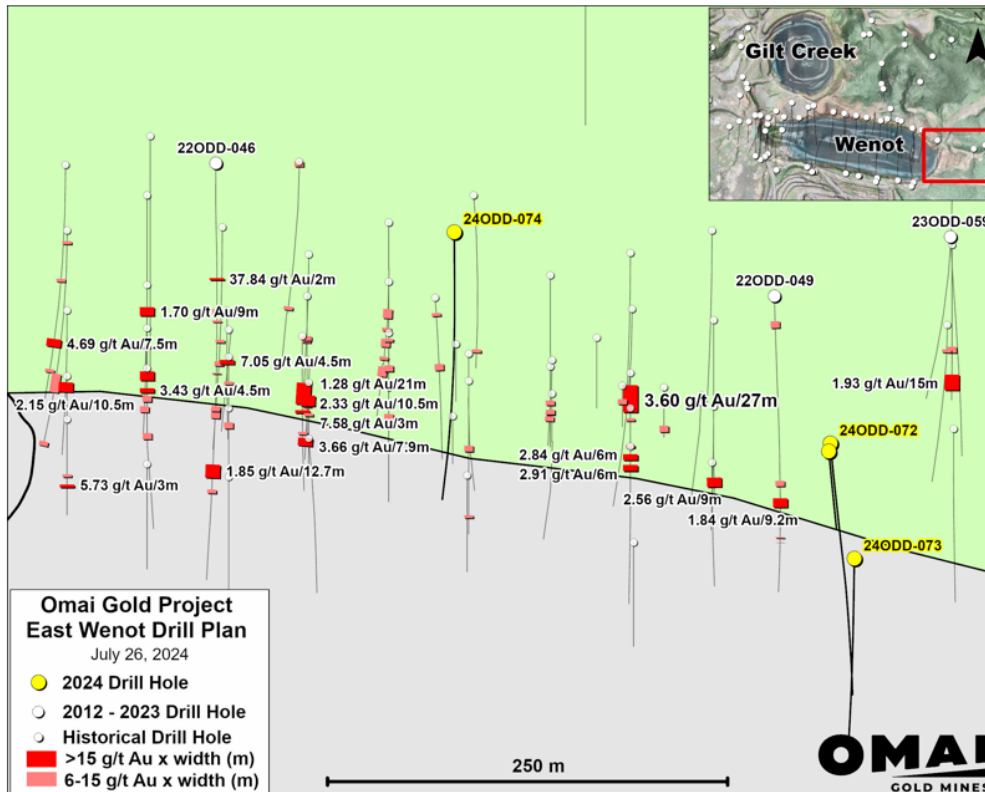 Gilt Creek
Wenot
N
22ODD-046
24ODD-074
23ODD-059
22ODD-049
37.84 g/t Au/2m
1.70 g/t Au/9m
4.69 g/t Au/7.5m
7.05 g/t Au/4.5m
1.28 g/t Au/21m
1.93 g/t Au/15m
3.43 g/t Au/4.5m
2.15 g/t Au/10.5m
2.33 g/t Au/10.5m
3.60 g/t Au/27m
7.58 g/t Au/3m
24ODD-072
3.66 g/t Au/7.9m
2.84 g/t Au/6m
1.85 g/t Au/12.7m
2.91 g/t Au/6m
5.73 g/t Au/3m
2.56 g/t Au/9m
1.84 g/t Au/9.2m
24ODD-073
Omai Gold Project
East Wenot Drill Plan
July 26, 2024
2024 Drill Hole
2012 - 2023 Drill Hole
Historical Drill Hole
>15 g/t Au x width (m)
6-15 g/t Au x width (m)
250 m
OMAI
GOLD MINES